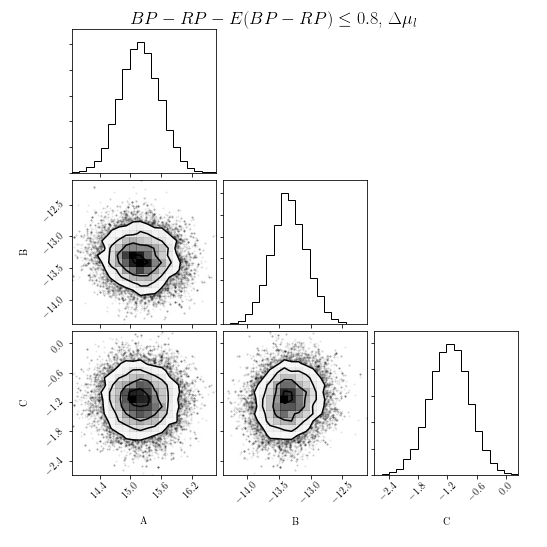 BP − RP − E(BP − RP) ≤ 0.8, Δμ_l
−12.5
−13.0
−13.5
−14.0
B
0.0
−0.6
−1.2
−1.8
−2.4
C
14.4 15.0 15.6 16.2
−14.0 −13.5 −13.0 −12.5
−2.4 −1.8 −1.2 −0.6 0.0
A B C